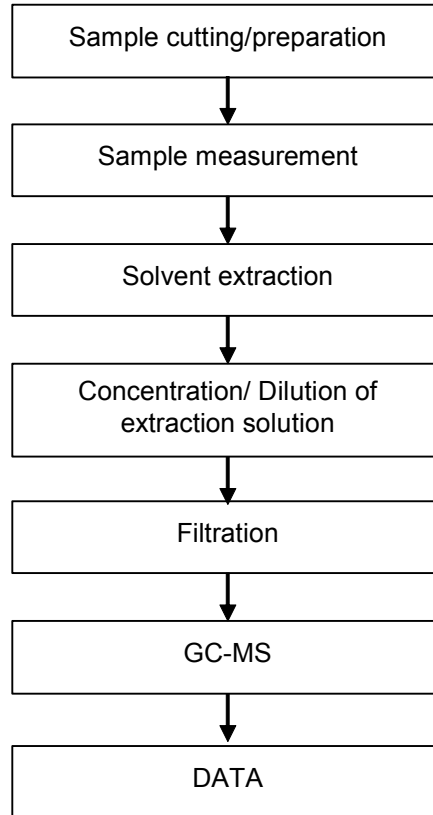 Sample cutting/preparation
Sample measurement
Solvent extraction
Concentration/ Dilution of
extraction solution
Filtration
GC-MS
DATA